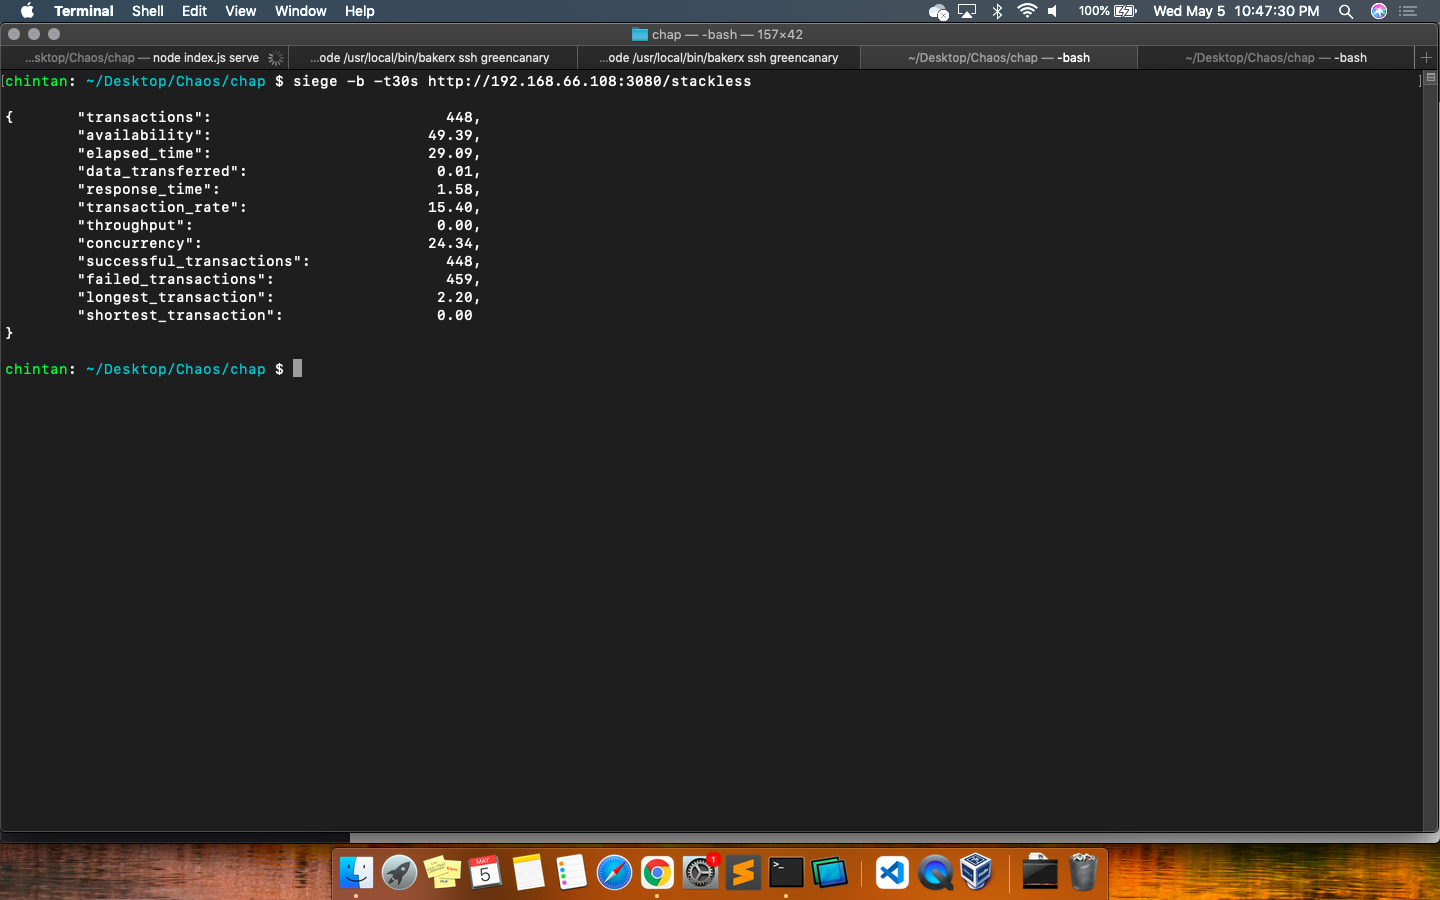 Terminal Shell Edit View Window Help 100% Wed May 5 10:47:30 PM
chap — -bash — 157×42
...sktop/Chaos/chap — node index.js serve ...ode /usr/local/bin/bakerx ssh greencanary ...ode /usr/local/bin/bakerx ssh greencanary ~/Desktop/Chaos/chap — -bash ~/Desktop/Chaos/chap — -bash
chintan: ~/Desktop/Chaos/chap $ siege -b -t30s http://192.168.66.108:3080/stackless
{ "transactions": 448,
"availability": 49.39,
"elapsed_time": 29.09,
"data_transferred": 0.01,
"response_time": 1.58,
"transaction_rate": 15.40,
"throughput": 0.00,
"concurrency": 24.34,
"successful_transactions": 448,
"failed_transactions": 459,
"longest_transaction": 2.20,
"shortest_transaction": 0.00
}
chintan: ~/Desktop/Chaos/chap $
MAY
5
1
>_